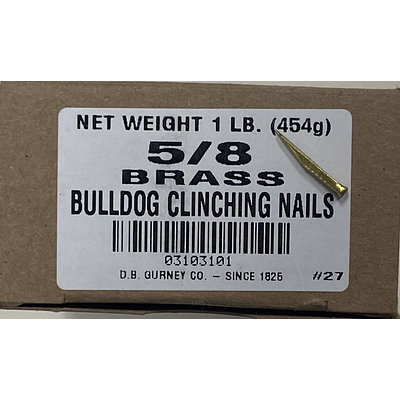 NET WEIGHT 1 LB. (454g)
5/8
BRASS
BULLDOG CLINCHING NAILS
03103101
D.B. GURNEY CO. – SINCE 1825 #27